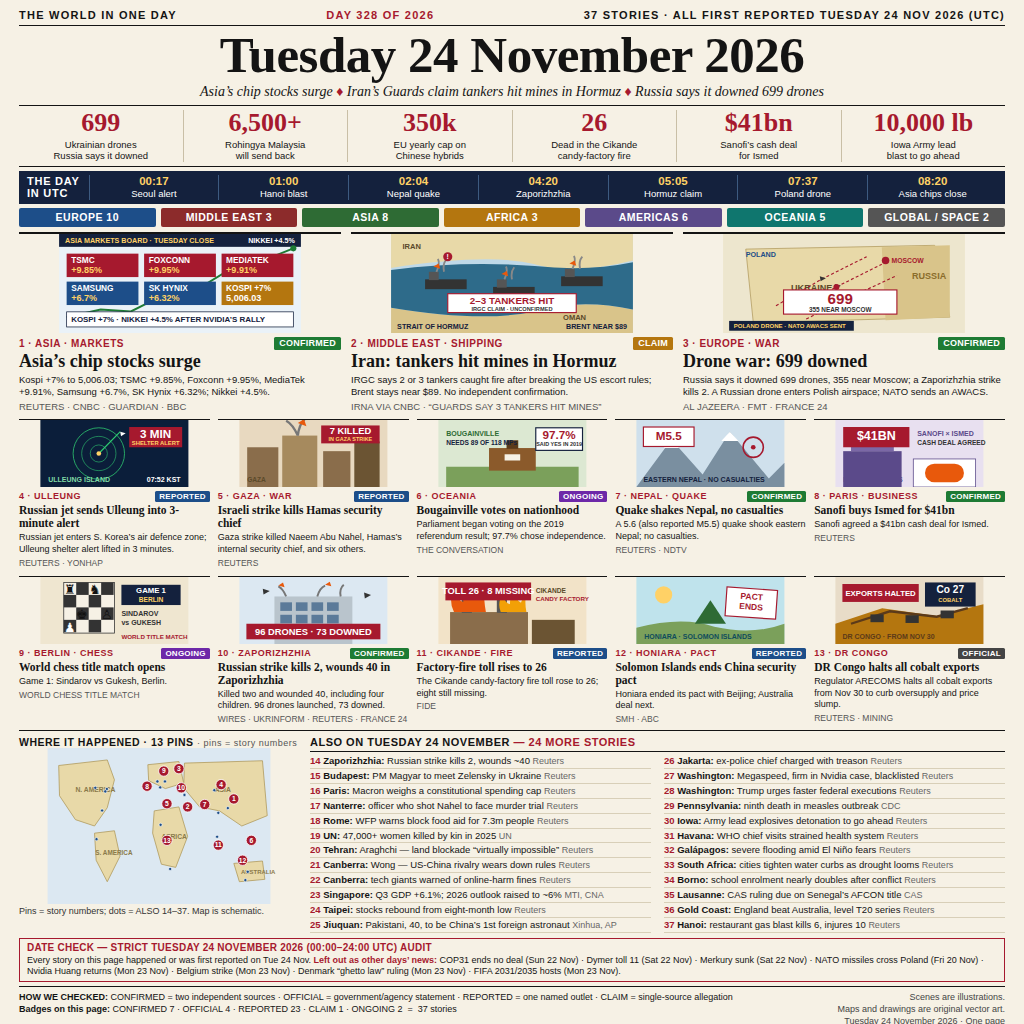 THE WORLD IN ONE DAY
DAY 328 OF 2026
37 STORIES · ALL FIRST REPORTED TUESDAY 24 NOV 2026 (UTC)
Tuesday 24 November 2026
Asia's chip stocks surge ♦ Iran's Guards claim tankers hit mines in Hormuz ♦ Russia says it downed 699 drones
699
Ukrainian drones
Russia says it downed
6,500+
Rohingya Malaysia
will send back
350k
EU yearly cap on
Chinese hybrids
26
Dead in the Cikande
candy-factory fire
$41bn
Sanofi's cash deal
for Ismed
10,000 lb
Iowa Army lead
blast to go ahead
THE DAY
IN UTC
00:17
Seoul alert
01:00
Hanoi blast
02:04
Nepal quake
04:20
Zaporizhzhia
05:05
Hormuz claim
07:37
Poland drone
08:20
Asia chips close
EUROPE 10
MIDDLE EAST 3
ASIA 8
AFRICA 3
AMERICAS 6
OCEANIA 5
GLOBAL / SPACE 2
ASIA MARKETS BOARD · TUESDAY CLOSE
NIKKEI +4.5%
TSMC
+9.85%
FOXCONN
+9.95%
MEDIATEK
+9.91%
SAMSUNG
+6.7%
SK HYNIX
+6.32%
KOSPI +7%
5,006.03
KOSPI +7% · NIKKEI +4.5% AFTER NVIDIA'S RALLY
1 · ASIA · MARKETS
CONFIRMED
Asia's chip stocks surge
Kospi +7% to 5,006.03; TSMC +9.85%, Foxconn +9.95%, MediaTek
+9.91%, Samsung +6.7%, SK Hynix +6.32%; Nikkei +4.5%.
REUTERS · CNBC · GUARDIAN · BBC
IRAN
!
2–3 TANKERS HIT
IRGC CLAIM · UNCONFIRMED
OMAN
STRAIT OF HORMUZ
BRENT NEAR $89
2 · MIDDLE EAST · SHIPPING
CLAIM
Iran: tankers hit mines in Hormuz
IRGC says 2 or 3 tankers caught fire after breaking the US escort rules;
Brent stays near $89. No independent confirmation.
IRNA VIA CNBC · "GUARDS SAY 3 TANKERS HIT MINES"
POLAND
MOSCOW
RUSSIA
UKRAINE
699
355 NEAR MOSCOW
POLAND DRONE · NATO AWACS SENT
3 · EUROPE · WAR
CONFIRMED
Drone war: 699 downed
Russia says it downed 699 drones, 355 near Moscow; a Zaporizhzhia strike
kills 2. A Russian drone enters Polish airspace; NATO sends an AWACS.
AL JAZEERA · FMT · FRANCE 24
3 MIN
SHELTER ALERT
ULLEUNG ISLAND
07:52 KST
4 · ULLEUNG
REPORTED
Russian jet sends Ulleung into 3-
minute alert
Russian jet enters S. Korea's air defence zone;
Ulleung shelter alert lifted in 3 minutes.
REUTERS · YONHAP
7 KILLED
IN GAZA STRIKE
GAZA
5 · GAZA · WAR
REPORTED
Israeli strike kills Hamas security
chief
Gaza strike killed Naeem Abu Nahel, Hamas's
internal security chief, and six others.
REUTERS
BOUGAINVILLE
NEEDS 89 OF 118 MPs
97.7%
SAID YES IN 2019
6 · OCEANIA
ONGOING
Bougainville votes on nationhood
Parliament began voting on the 2019
referendum result; 97.7% chose independence.
THE CONVERSATION
M5.5
EASTERN NEPAL · NO CASUALTIES
7 · NEPAL · QUAKE
CONFIRMED
Quake shakes Nepal, no casualties
A 5.6 (also reported M5.5) quake shook eastern
Nepal; no casualties.
REUTERS · NDTV
$41BN
SANOFI × ISMED
CASH DEAL AGREED
8 · PARIS · BUSINESS
CONFIRMED
Sanofi buys Ismed for $41bn
Sanofi agreed a $41bn cash deal for Ismed.
REUTERS
GAME 1
BERLIN
SINDAROV
vs GUKESH
WORLD TITLE MATCH
9 · BERLIN · CHESS
ONGOING
World chess title match opens
Game 1: Sindarov vs Gukesh, Berlin.
WORLD CHESS TITLE MATCH
96 DRONES · 73 DOWNED
10 · ZAPORIZHZHIA
CONFIRMED
Russian strike kills 2, wounds 40 in
Zaporizhzhia
Killed two and wounded 40, including four
children. 96 drones launched, 73 downed.
WIRES · UKRINFORM · REUTERS · FRANCE 24
TOLL 26 · 8 MISSING
CIKANDE
CANDY FACTORY
11 · CIKANDE · FIRE
REPORTED
Factory-fire toll rises to 26
The Cikande candy-factory fire toll rose to 26;
eight still missing.
FIDE
PACT
ENDS
HONIARA · SOLOMON ISLANDS
12 · HONIARA · PACT
REPORTED
Solomon Islands ends China security
pact
Honiara ended its pact with Beijing; Australia
deal next.
SMH · ABC
EXPORTS HALTED
Co 27
COBALT
DR CONGO · FROM NOV 30
13 · DR CONGO
OFFICIAL
DR Congo halts all cobalt exports
Regulator ARECOMS halts all cobalt exports
from Nov 30 to curb oversupply and price
slump.
REUTERS · MINING
WHERE IT HAPPENED · 13 PINS · pins = story numbers
N. AMERICA
S. AMERICA
AFRICA
ASIA
AUSTRALIA
9
3
8
10
4
5
2
7
1
13
11
6
12
Pins = story numbers; dots = ALSO 14–37. Map is schematic.
ALSO ON TUESDAY 24 NOVEMBER — 24 MORE STORIES
14 Zaporizhzhia: Russian strike kills 2, wounds ~40 Reuters
15 Budapest: PM Magyar to meet Zelensky in Ukraine Reuters
16 Paris: Macron weighs a constitutional spending cap Reuters
17 Nanterre: officer who shot Nahel to face murder trial Reuters
18 Rome: WFP warns block food aid for 7.3m people Reuters
19 UN: 47,000+ women killed by kin in 2025 UN
20 Tehran: Araghchi — land blockade "virtually impossible" Reuters
21 Canberra: Wong — US-China rivalry wears down rules Reuters
22 Canberra: tech giants warned of online-harm fines Reuters
23 Singapore: Q3 GDP +6.1%; 2026 outlook raised to ~6% MTI, CNA
24 Taipei: stocks rebound from eight-month low Reuters
25 Jiuquan: Pakistani, 40, to be China's 1st foreign astronaut Xinhua, AP
26 Jakarta: ex-police chief charged with treason Reuters
27 Washington: Megaspeed, firm in Nvidia case, blacklisted Reuters
28 Washington: Trump urges faster federal executions Reuters
29 Pennsylvania: ninth death in measles outbreak CDC
30 Iowa: Army lead explosives detonation to go ahead Reuters
31 Havana: WHO chief visits strained health system Reuters
32 Galápagos: severe flooding amid El Niño fears Reuters
33 South Africa: cities tighten water curbs as drought looms Reuters
34 Borno: school enrolment nearly doubles after conflict Reuters
35 Lausanne: CAS ruling due on Senegal's AFCON title CAS
36 Gold Coast: England beat Australia, level T20 series Reuters
37 Hanoi: restaurant gas blast kills 6, injures 10 Reuters
DATE CHECK — STRICT TUESDAY 24 NOVEMBER 2026 (00:00–24:00 UTC) AUDIT
Every story on this page happened or was first reported on Tue 24 Nov. Left out as other days' news: COP31 ends no deal (Sun 22 Nov) · Dymer toll 11 (Sat 22 Nov) · Merkury sunk (Sat 22 Nov) · NATO missiles cross Poland (Fri 20 Nov) ·
Nvidia Huang returns (Mon 23 Nov) · Belgium strike (Mon 23 Nov) · Denmark "ghetto law" ruling (Mon 23 Nov) · FIFA 2031/2035 hosts (Mon 23 Nov).
HOW WE CHECKED: CONFIRMED = two independent sources · OFFICIAL = government/agency statement · REPORTED = one named outlet · CLAIM = single-source allegation
Badges on this page: CONFIRMED 7 · OFFICIAL 4 · REPORTED 23 · CLAIM 1 · ONGOING 2 = 37 stories
Scenes are illustrations.
Maps and drawings are original vector art.
Tuesday 24 November 2026 · One page